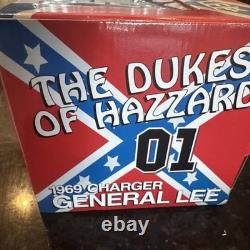 THE DUKES
OF HAZZARD
01
1969 CHARGER
GENERAL LEE